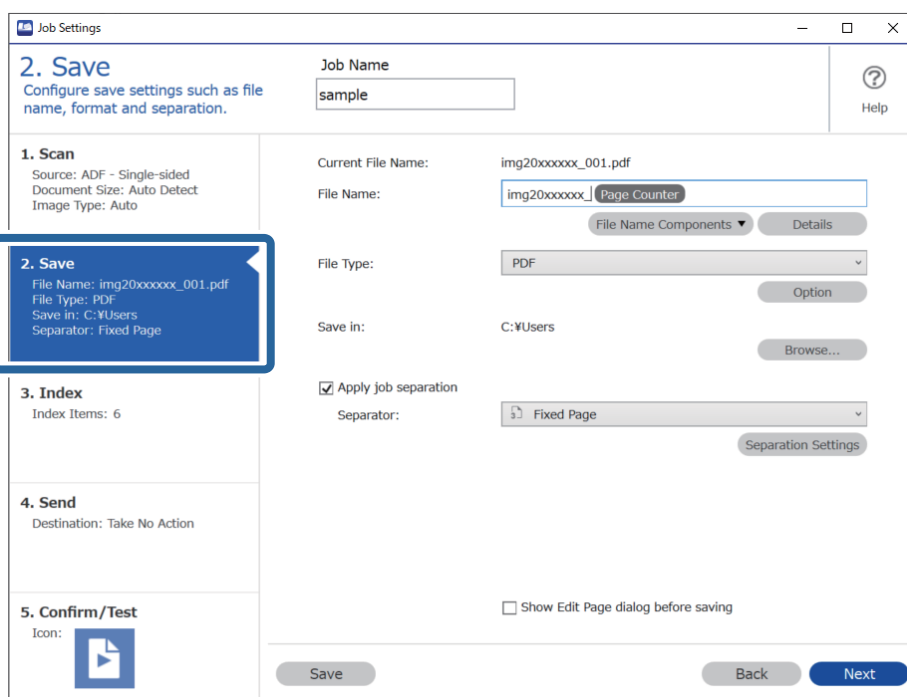 Job Settings
2. Save
Configure save settings such as file
name, format and separation.
Job Name
sample
Help
1. Scan
Source: ADF - Single-sided
Document Size: Auto Detect
Image Type: Auto
2. Save
File Name: img20xxxxxx_001.pdf
File Type: PDF
Save in: C:¥Users
Separator: Fixed Page
3. Index
Index Items: 6
4. Send
Destination: Take No Action
5. Confirm/Test
Icon:
Current File Name: img20xxxxxx_001.pdf
File Name: img20xxxxxx_ Page Counter
File Name Components ▼ Details
File Type: PDF
Option
Save in: C:¥Users
Browse...
Apply job separation
Separator: 3 Fixed Page
Separation Settings
Show Edit Page dialog before saving
Save Back Next